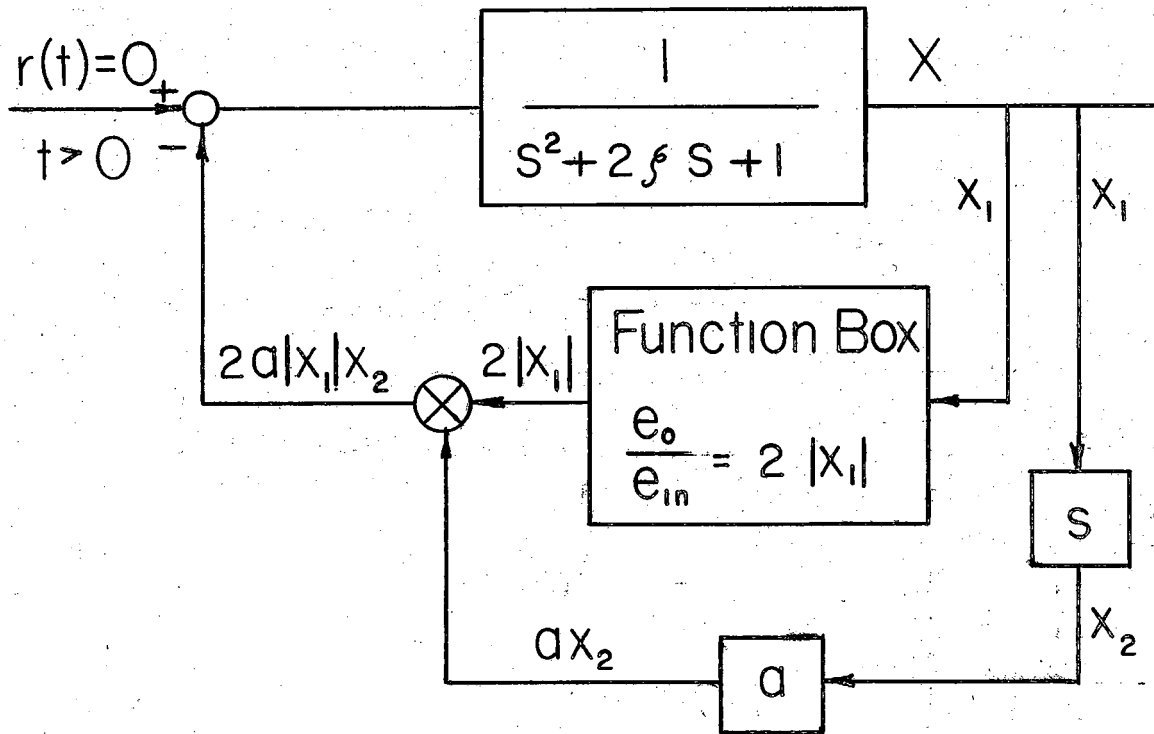 r(t)=0 +
t>0 -
1
S² + 2 ζ S + 1
X
X₁
X₁
Function Box
e₀/eᵢₙ = 2 |X₁|
2|X₁|
2a|X₁|X₂
S
X₂
a
aX₂